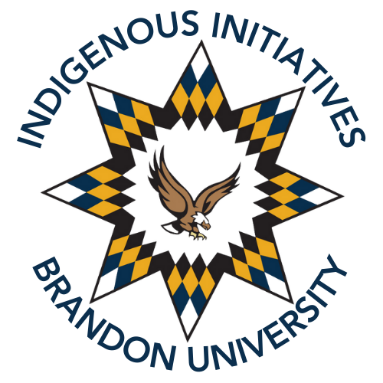 INDIGENOUS INITIATIVES
BRANDON UNIVERSITY